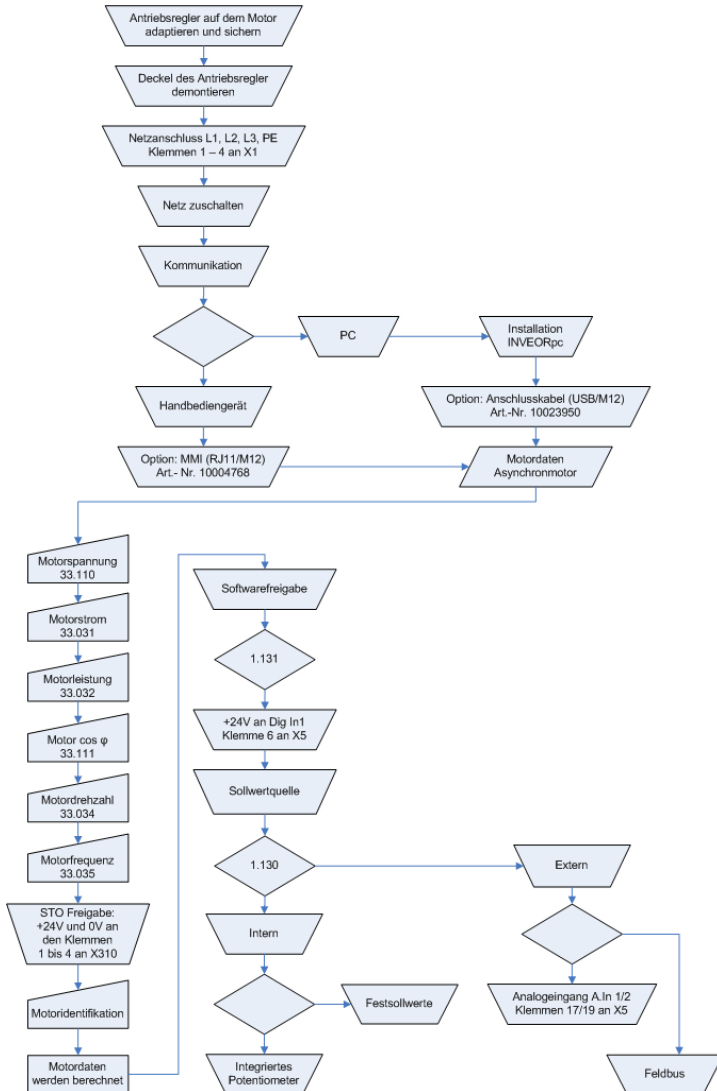 Antriebsregler auf dem Motor
adaptieren und sichern
Deckel des Antriebsregler
demontieren
Netzanschluss L1, L2, L3, PE
Klemmen 1 – 4 an X1
Netz zuschalten
Kommunikation
PC
Installation
INVEORpc
Handbediengerät
Option: Anschlusskabel (USB/M12)
Art.-Nr. 10023950
Option: MMI (RJ11/M12)
Art.- Nr. 10004768
Motordaten
Asynchronmotor
Motorspannung
33.110
Motorstrom
33.031
Motorleistung
33.032
Motor cos φ
33.111
Motordrehzahl
33.034
Motorfrequenz
33.035
STO Freigabe:
+24V und 0V an
den Klemmen
1 bis 4 an X310
Motoridentifikation
Motordaten
werden berechnet
Softwarefreigabe
1.131
+24V an Dig In1
Klemme 6 an X5
Sollwertquelle
1.130
Extern
Intern
Festsollwerte
Analogeingang A.In 1/2
Klemmen 17/19 an X5
Integriertes
Potentiometer
Feldbus